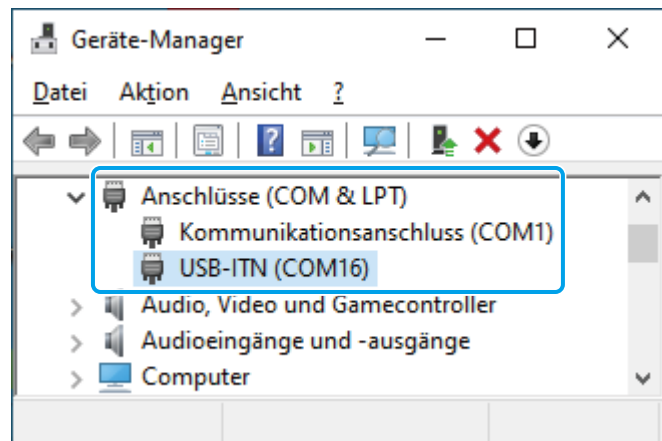 Geräte-Manager
Datei Aktion Ansicht ?
Anschlüsse (COM & LPT)
Kommunikationsanschluss (COM1)
USB-ITN (COM16)
Audio, Video und Gamecontroller
Audioeingänge und -ausgänge
Computer